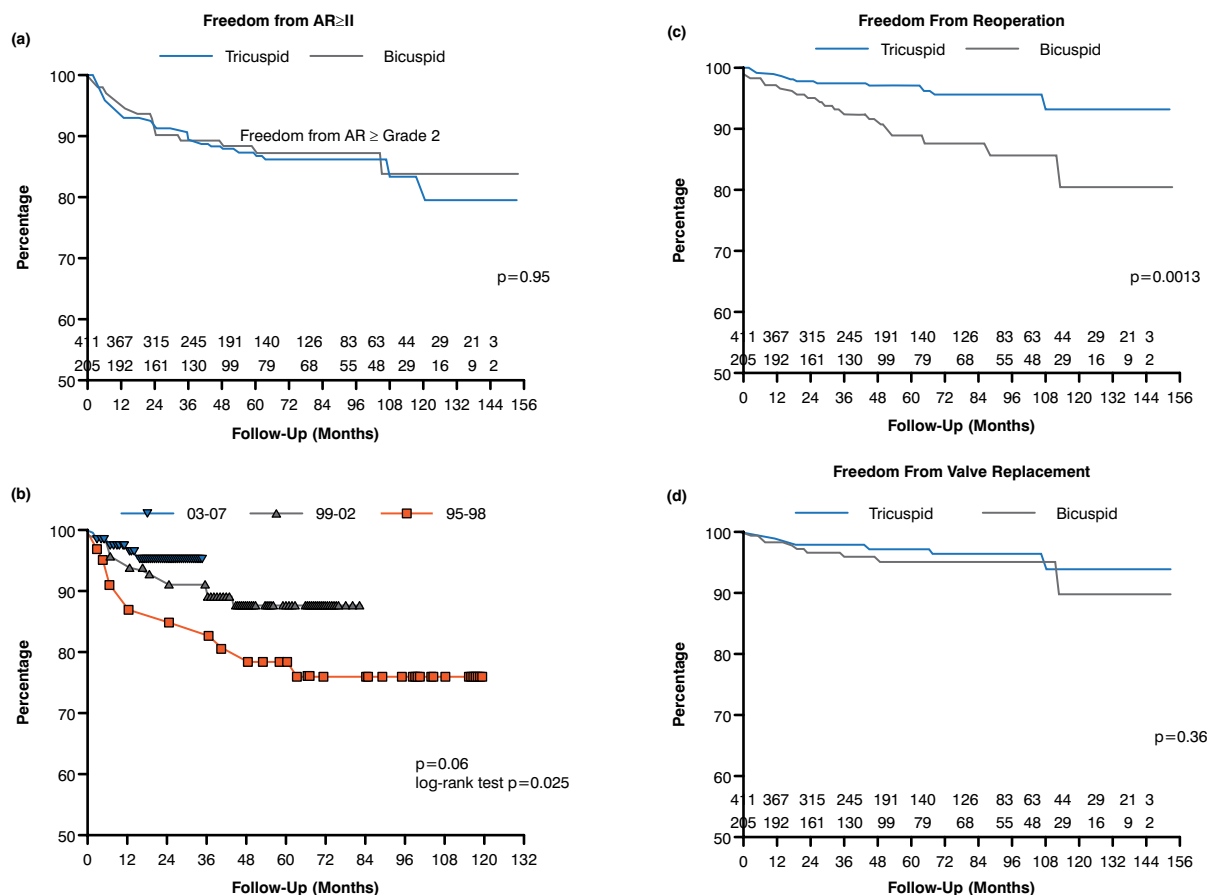 Freedom from AR≥II
(a)
Tricuspid Bicuspid
100
90
80
70
60
50
Percentage
Freedom from AR ≥ Grade 2
p=0.95
411 367 315 245 191 140 126 83 63 44 29 21 3
205 192 161 130 99 79 68 55 48 29 16 9 2
0 12 24 36 48 60 72 84 96 108 120 132 144 156
Follow-Up (Months)
(b)
03-07 99-02 95-98
100
90
80
70
60
50
Percentage
p=0.06
log-rank test p=0.025
0 12 24 36 48 60 72 84 96 108 120 132
Follow-Up (Months)
Freedom From Reoperation
(c)
Tricuspid Bicuspid
100
90
80
70
60
50
Percentage
p=0.0013
411 367 315 245 191 140 126 83 63 44 29 21 3
205 192 161 130 99 79 68 55 48 29 16 9 2
0 12 24 36 48 60 72 84 96 108 120 132 144 156
Follow-Up (Months)
Freedom From Valve Replacement
(d)
Tricuspid Bicuspid
100
90
80
70
60
50
Percentage
p=0.36
411 367 315 245 191 140 126 83 63 44 29 21 3
205 192 161 130 99 79 68 55 48 29 16 9 2
0 12 24 36 48 60 72 84 96 108 120 132 144 156
Follow-Up (Months)